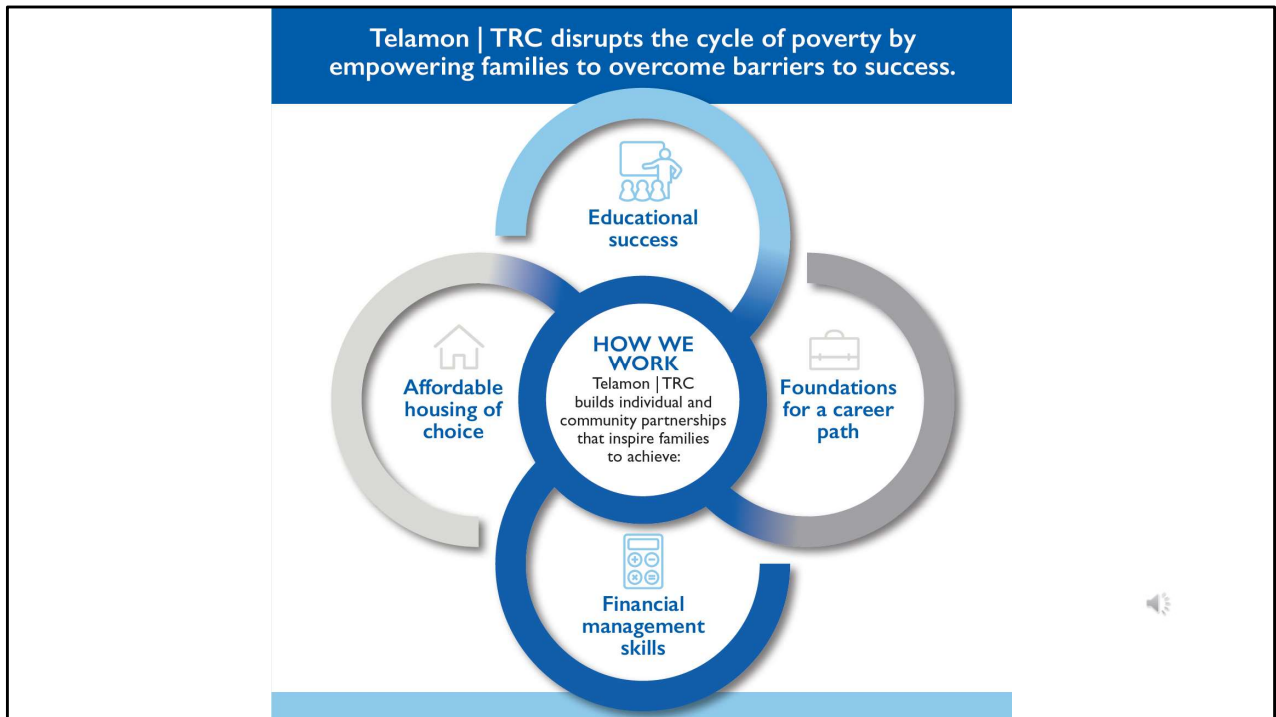 Telamon | TRC disrupts the cycle of poverty by
empowering families to overcome barriers to success.
Educational
success
HOW WE
WORK
Telamon | TRC
builds individual and
community partnerships
that inspire families
to achieve:
Affordable
housing of
choice
Foundations
for a career
path
Financial
management
skills